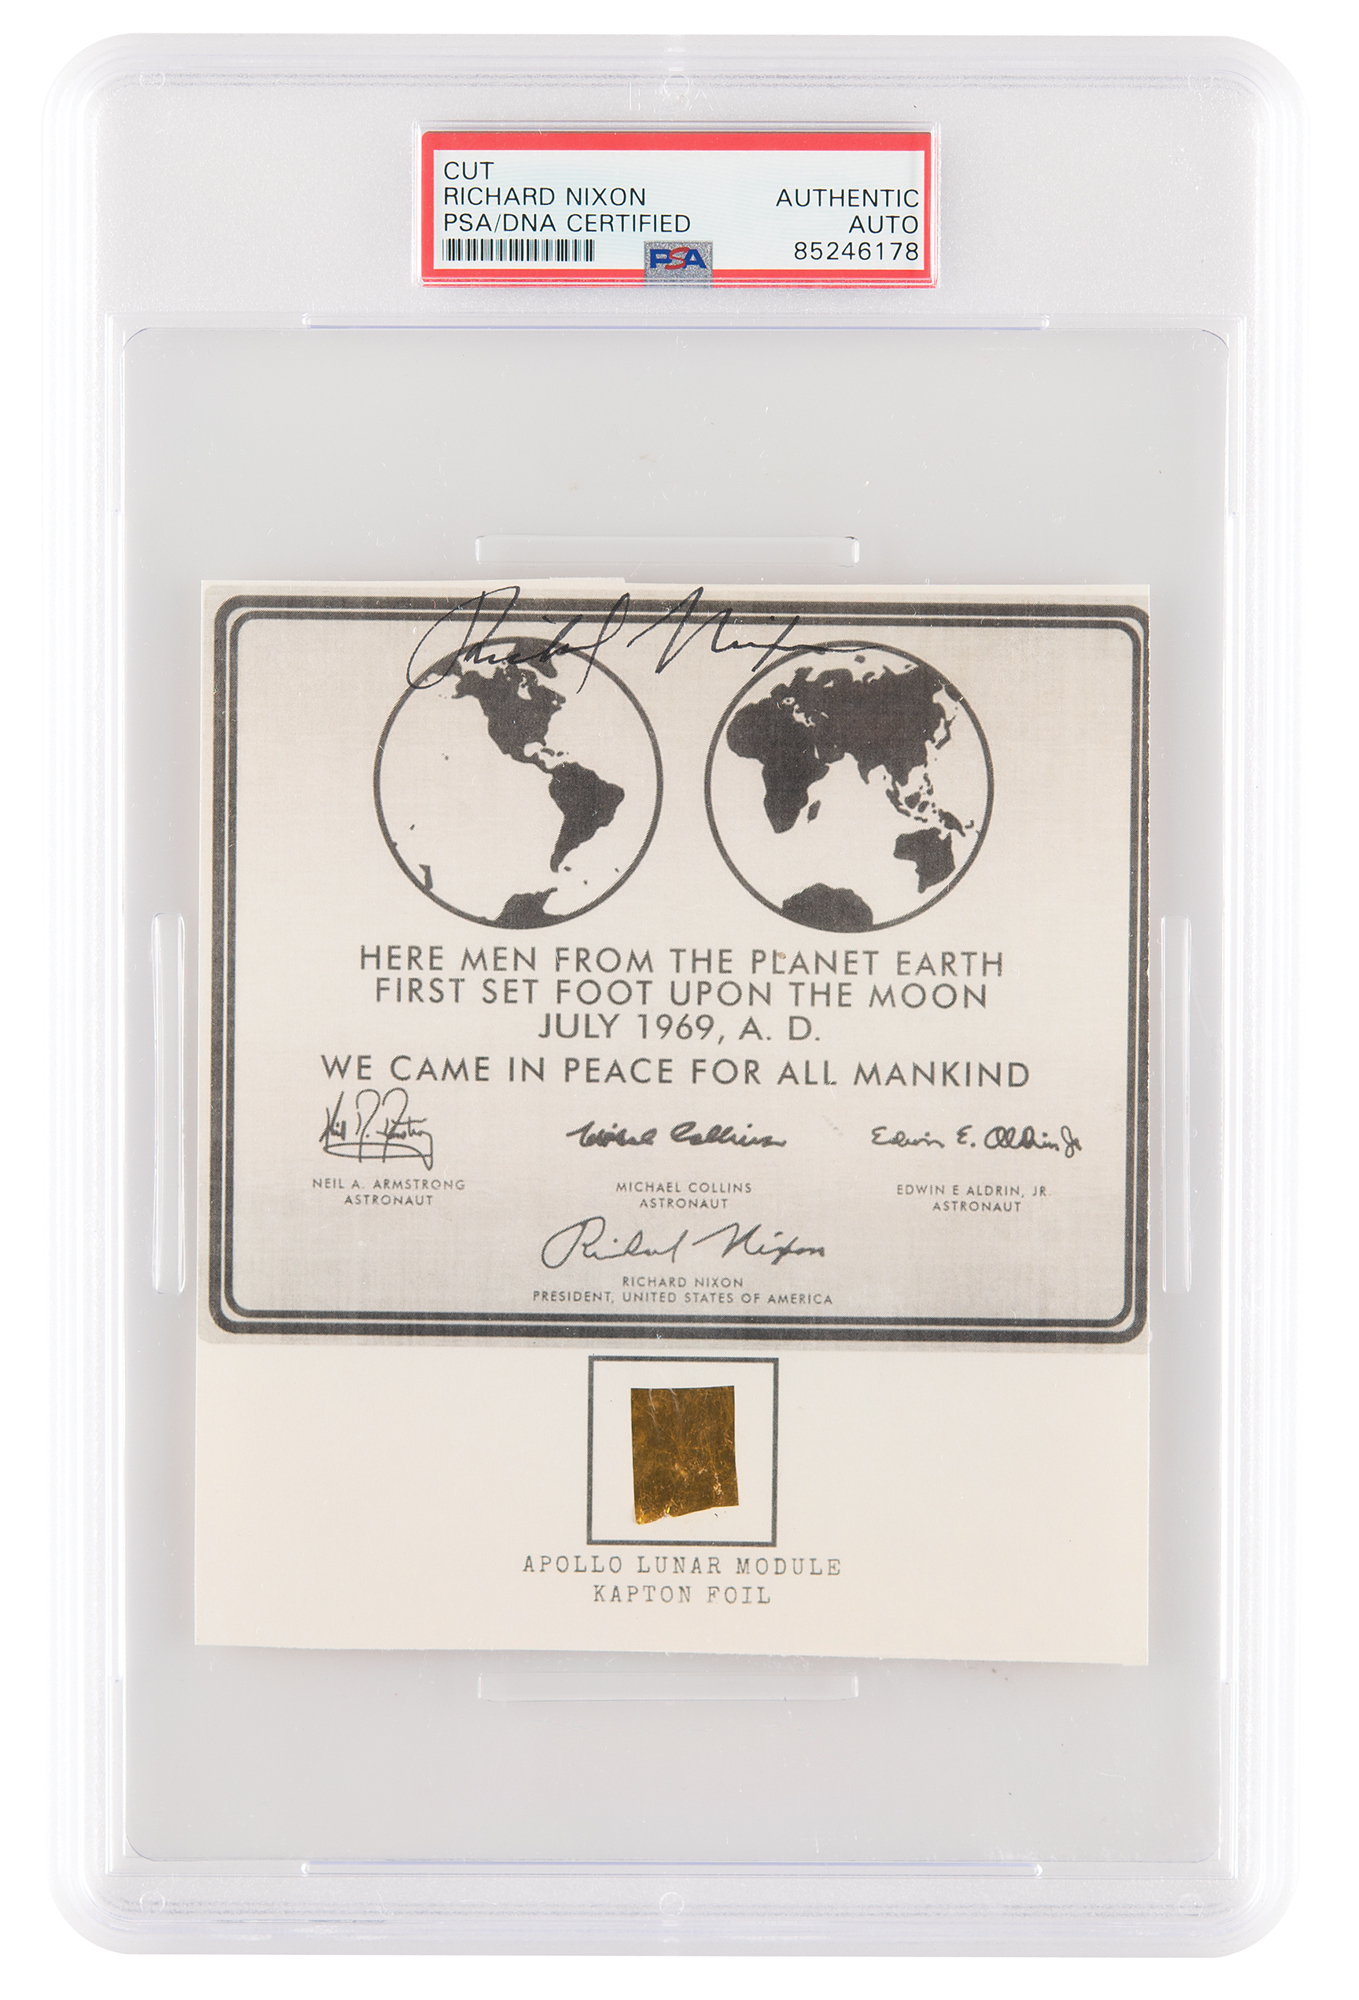 CUT
RICHARD NIXON
PSA/DNA CERTIFIED
AUTHENTIC
AUTO
85246178
PSA
Richard Nixon
HERE MEN FROM THE PLANET EARTH
FIRST SET FOOT UPON THE MOON
JULY 1969, A. D.
WE CAME IN PEACE FOR ALL MANKIND
Neil A. Armstrong
NEIL A. ARMSTRONG
ASTRONAUT
Michael Collins
MICHAEL COLLINS
ASTRONAUT
Edwin E. Aldrin Jr
EDWIN E ALDRIN, JR.
ASTRONAUT
Richard Nixon
RICHARD NIXON
PRESIDENT, UNITED STATES OF AMERICA
APOLLO LUNAR MODULE
KAPTON FOIL